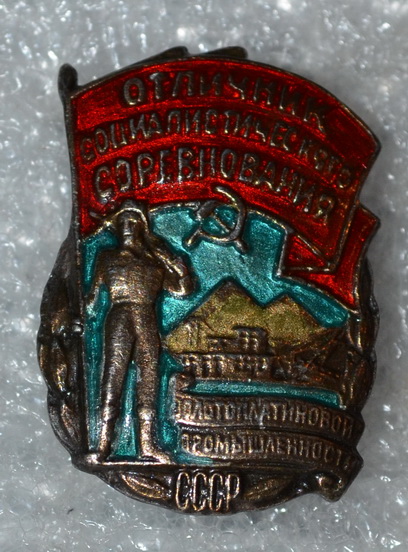 ОТЛИЧНИК
СОЦИАЛИСТИЧЕСКОГО
СОРЕВНОВАНИЯ
ЗОЛОТОПЛАТИНОВОЙ
ПРОМЫШЛЕННОСТИ
СССР